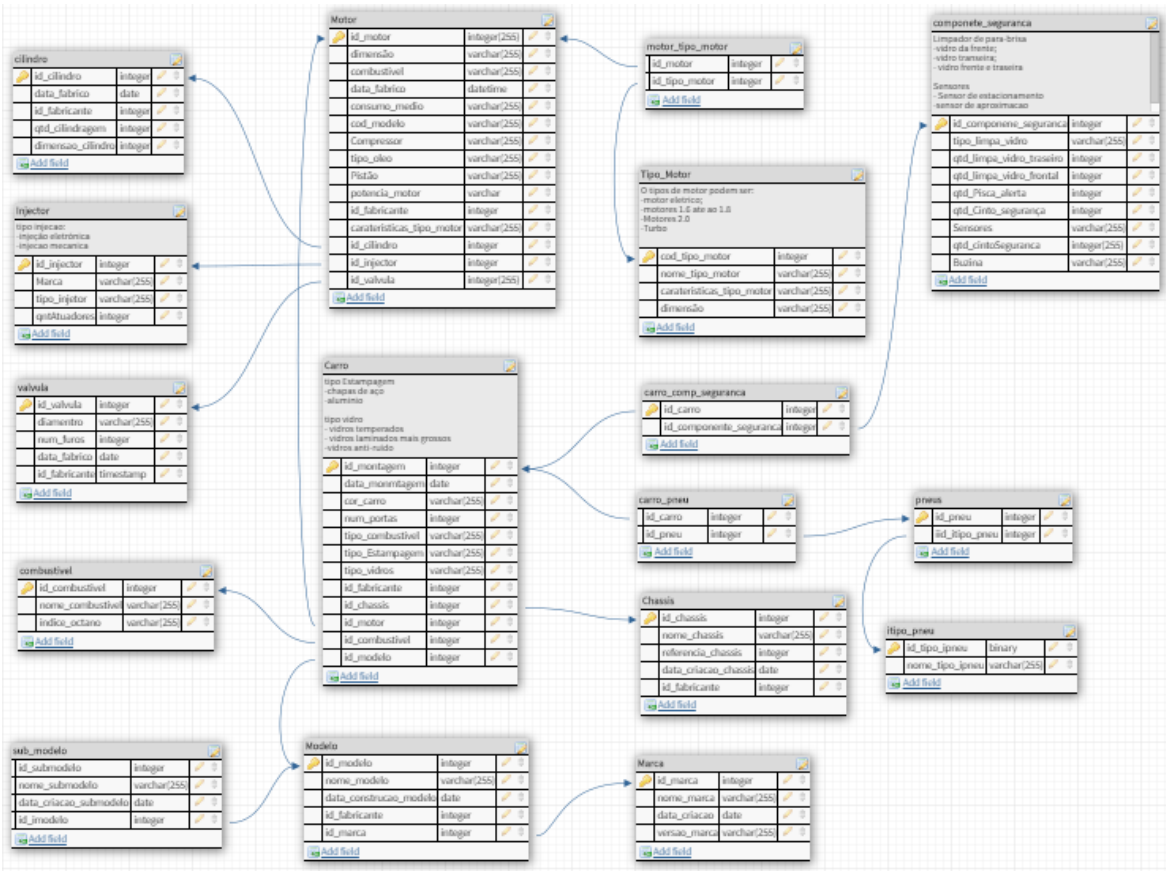 cilindro
id_cilindro integer
data_fabrico date
id_fabricante integer
qtd_cilindragem integer
dimensao_cilindro integer
Add field
Injector
tipo injecao:
-injeção eletrónica
-injecao mecanica
id_injector integer
Marca varchar(255)
tipo_injetor varchar(255)
qntAtuadores integer
Add field
valvula
id_valvula integer
diamentro varchar(255)
num_furos integer
data_fabrico date
id_fabricante timestamp
Add field
combustivel
id_combustivel integer
nome_combustivel varchar(255)
indice_octano varchar(255)
Add field
sub_modelo
id_submodelo integer
nome_submodelo varchar(255)
data_criacao_submodelo date
id_imodelo integer
Add field
Motor
id_motor integer(255)
dimensão varchar(255)
combustivel varchar(255)
data_fabrico datetime
consumo_medio varchar(255)
cod_modelo varchar(255)
Compressor varchar(255)
tipo_oleo varchar(255)
Pistão varchar(255)
potencia_motor varchar
id_fabricante integer
carateristicas_tipo_motor varchar(255)
id_cilindro integer
id_injector integer
id_valvula varchar(255)
Add field
Carro
tipo Estampagem
-chapas de aço
-aluminio
tipo vidro
- vidros temperados
- vidros laminados mais grossos
-vidros anti-ruído
id_montagem integer
data_monmtagem date
cor_carro varchar(255)
num_portas integer
tipo_combustivel varchar(255)
tipo_Estampagem varchar(255)
tipo_vidros varchar(255)
id_fabricante integer
id_chassis integer
id_motor integer
id_combustivel integer
id_modelo integer
Add field
Modelo
id_modelo integer
nome_modelo varchar(255)
data_construcao_modelo date
id_fabricante integer
id_marca integer
Add field
motor_tipo_motor
id_motor integer
id_tipo_motor integer
Add field
Tipo_Motor
O tipos de motor podem ser:
-motor eletrico;
-motores 1.6 ate ao 1.8
-Motores 2.0
-Turbo
cod_tipo_motor integer
nome_tipo_motor varchar(255)
carateristicas_tipo_motor varchar(255)
dimensão varchar(255)
Add field
carro_comp_seguranca
id_carro integer
id_componente_seguranca integer
Add field
carro_pneu
id_carro integer
id_pneu integer
Add field
Chassis
id_chassis integer
nome_chassis varchar(255)
referencia_chassis integer
data_criacao_chassis date
id_fabricante integer
Add field
Marca
id_marca integer
nome_marca varchar(255)
data_criacao date
versao_marca varchar(255)
Add field
componete_seguranca
Limpador de para-brisa
-vidro da frente;
-vidro transeira;
- vidro frente e traseira
Sensores
- Sensor de estacionamento
-sensor de aproximacao
id_componene_seguranca integer
tipo_limpa_vidro varchar(255)
qtd_limpa_vidro_traseiro integer
qtd_limpa_vidro_frontal integer
qtd_Pisca_alerta integer
qtd_Cinto_segurança integer
Sensores varchar(255)
qtd_cintoSeguranca integer(255)
Buzina varchar(255)
Add field
pneus
id_pneu integer
iid_itipo_pneu integer
Add field
itipo_pneu
id_tipo_ipneu binary
nome_tipo_ipneu varchar(255)
Add field